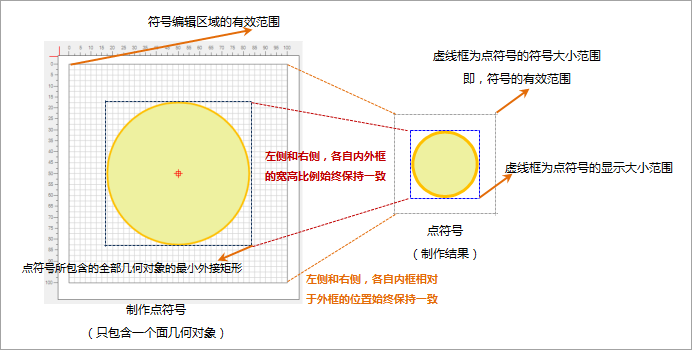 符号编辑区域的有效范围
虚线框为点符号的符号大小范围
即，符号的有效范围
0 10 20 30 40 50 60 70 80 90 100
0
5
10
15
20
25
30
35
40
45
50
55
60
65
70
75
80
85
90
95
100
左侧和右侧，各自内外框
的宽高比例始终保持一致
虚线框为点符号的显示大小范围
点符号
（制作结果）
点符号所包含的全部几何对象的最小外接矩形
左侧和右侧，各自内框相对
于外框的位置始终保持一致
制作点符号
（只包含一个面几何对象）